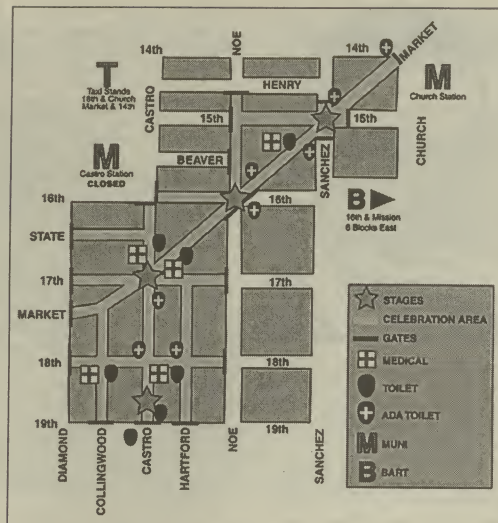 14th
NOE
14th
MARKET
T
Taxi Stands
16th & Church
Market & 14th
CASTRO
HENRY
M
Church Station
15th
15th
M
Castro Station
CLOSED
BEAVER
SANCHEZ
CHURCH
16th
16th
B
16th & Mission
6 Blocks East
STATE
17th
17th
MARKET
18th
18th
19th
19th
DIAMOND
COLLINGWOOD
CASTRO
HARTFORD
NOE
SANCHEZ
STAGES
CELEBRATION AREA
GATES
MEDICAL
TOILET
ADA TOILET
M MUNI
B BART